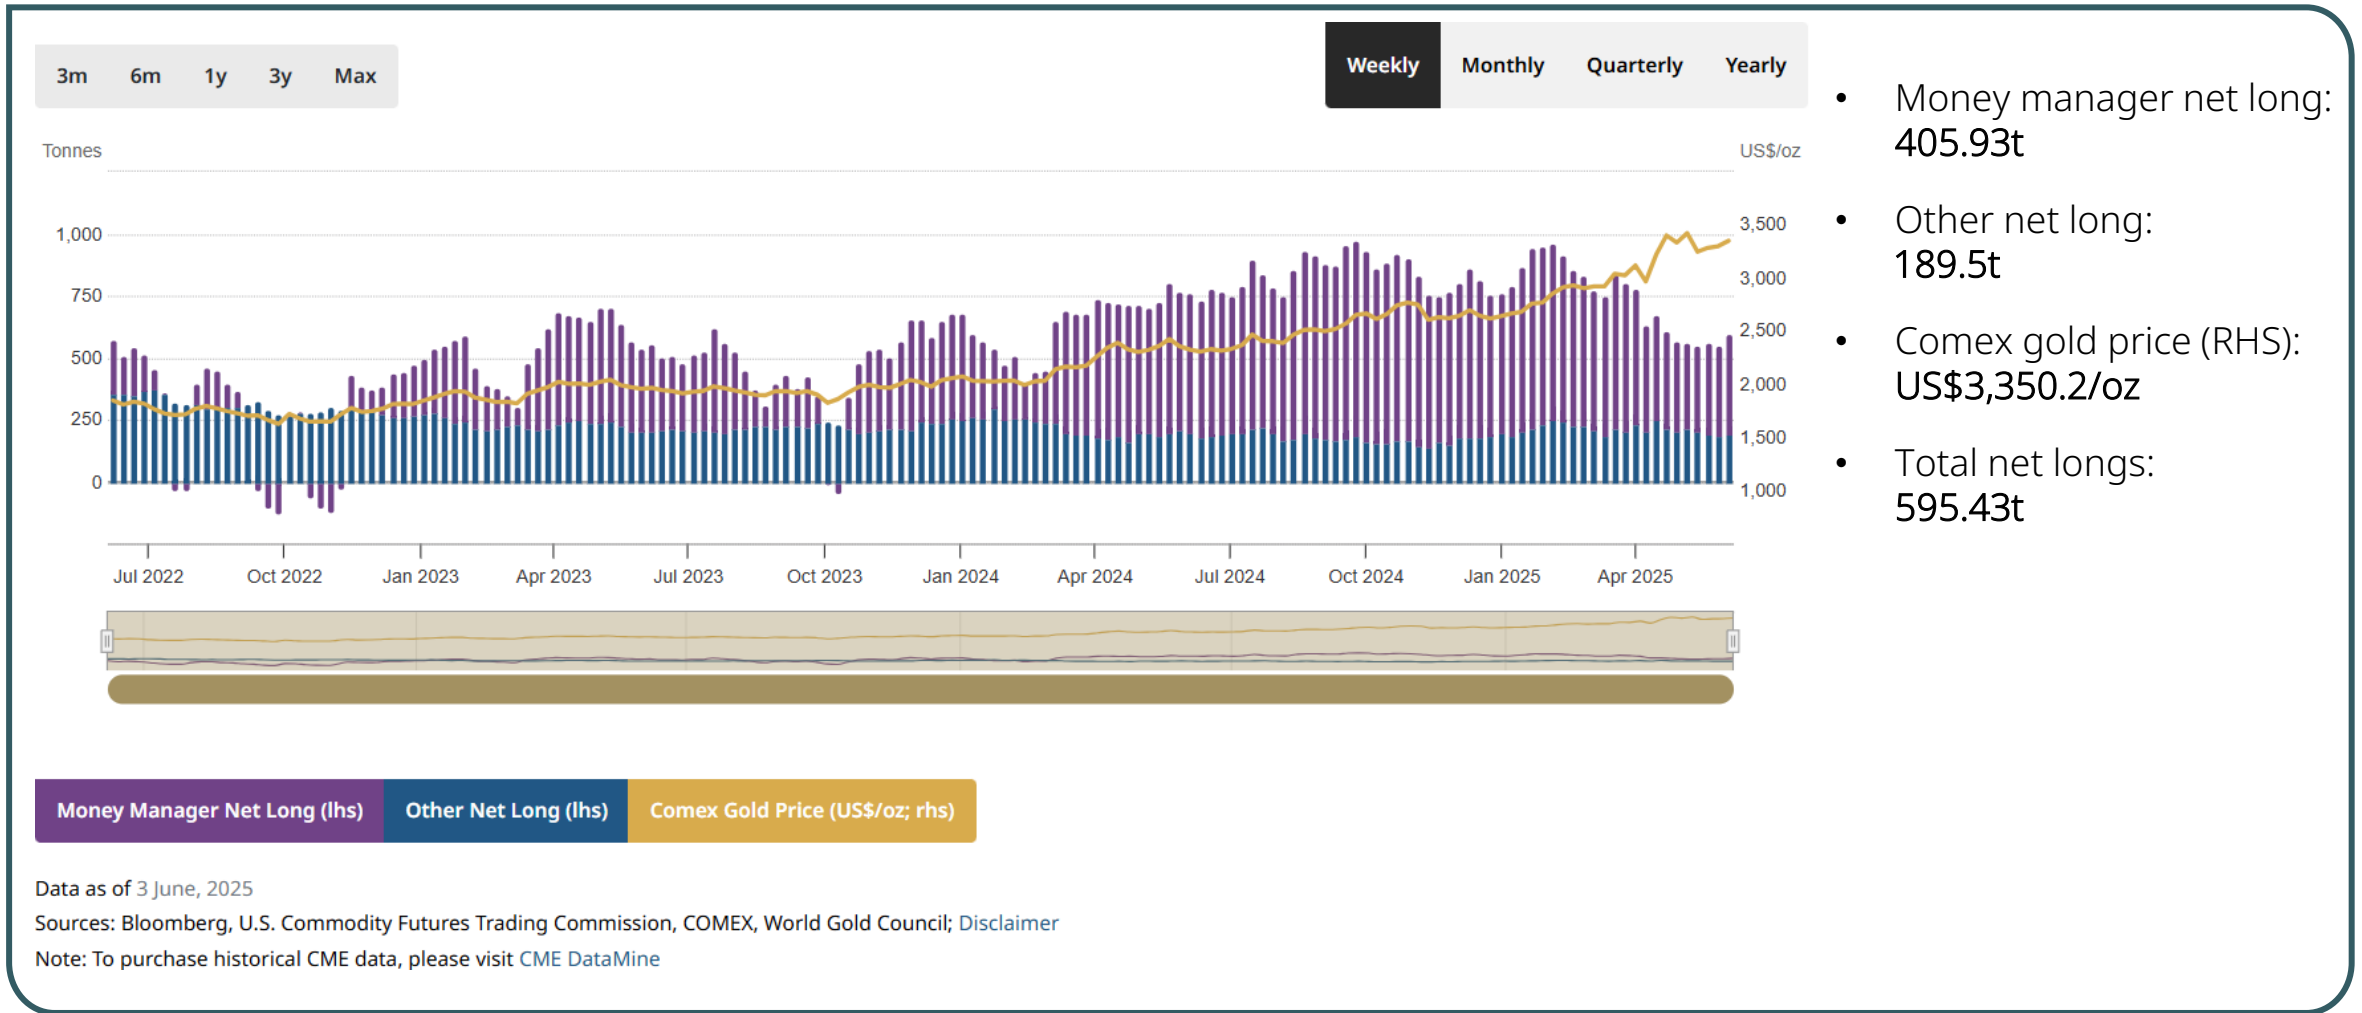 3m 6m 1y 3y Max
Weekly Monthly Quarterly Yearly
Tonnes
US$/oz
1,000
750
500
250
0
3,500
3,000
2,500
2,000
1,500
1,000
Jul 2022 Oct 2022 Jan 2023 Apr 2023 Jul 2023 Oct 2023 Jan 2024 Apr 2024 Jul 2024 Oct 2024 Jan 2025 Apr 2025
Money Manager Net Long (lhs) Other Net Long (lhs) Comex Gold Price (US$/oz; rhs)
Data as of 3 June, 2025
Sources: Bloomberg, U.S. Commodity Futures Trading Commission, COMEX, World Gold Council; Disclaimer
Note: To purchase historical CME data, please visit CME DataMine
• Money manager net long:
405.93t
• Other net long:
189.5t
• Comex gold price (RHS):
US$3,350.2/oz
• Total net longs:
595.43t